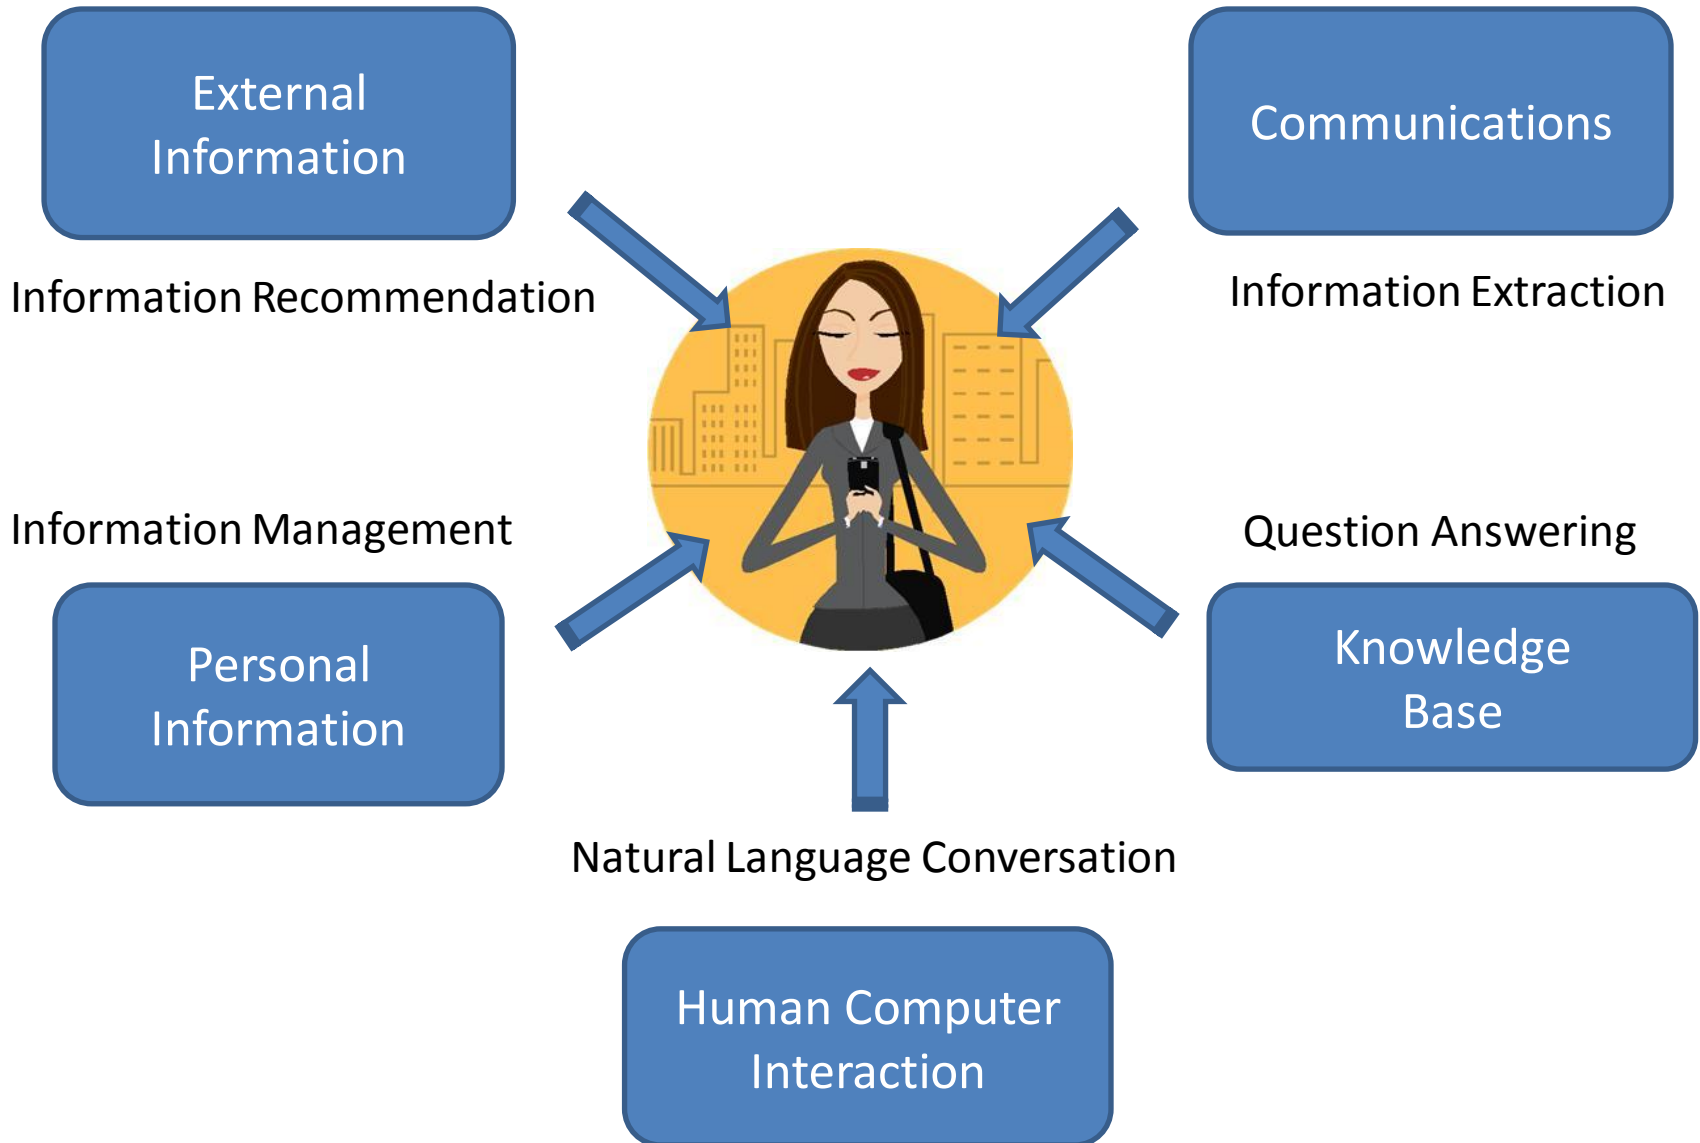 External
Information
Communications
Information Recommendation
Information Extraction
Information Management
Question Answering
Personal
Information
Knowledge
Base
Natural Language Conversation
Human Computer
Interaction